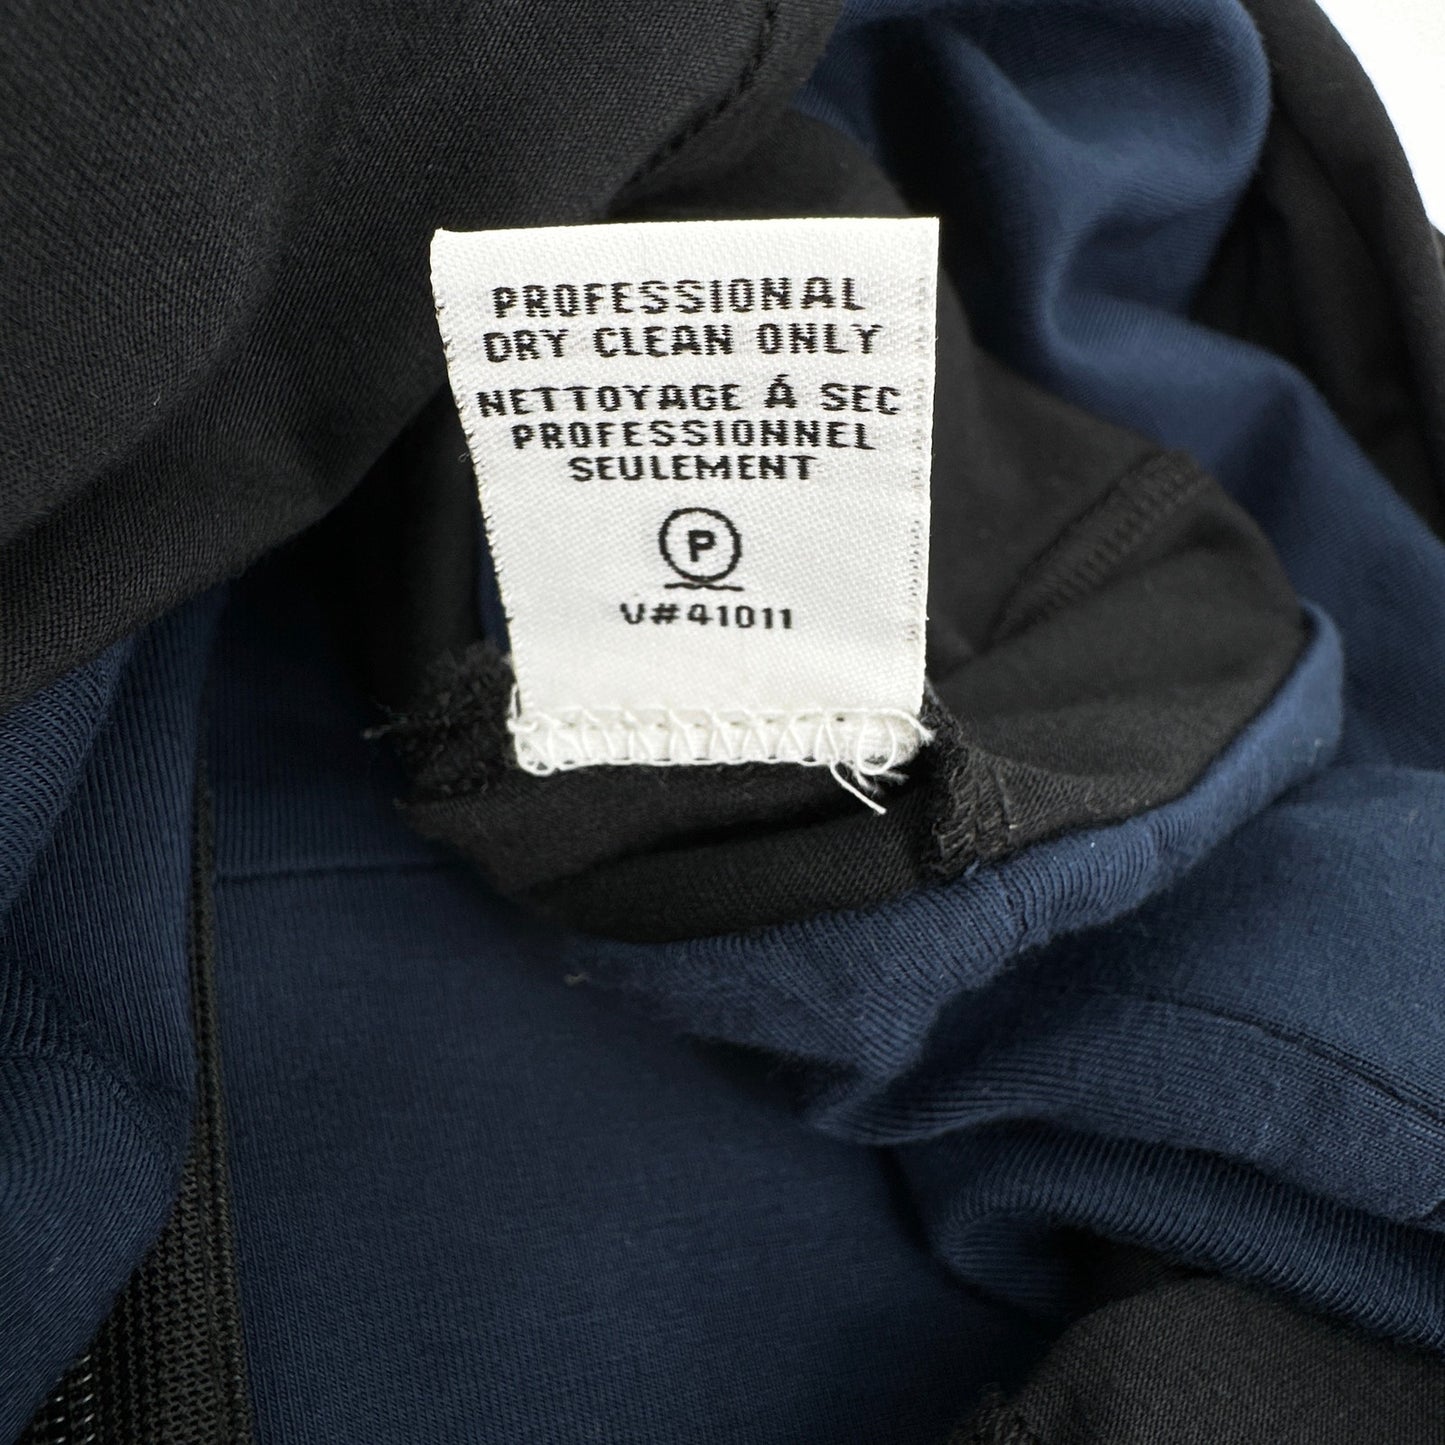 PROFESSIONAL
DRY CLEAN ONLY
NETTOYAGE Á SEC
PROFESSIONNEL
SEULEMENT
P
V#41011